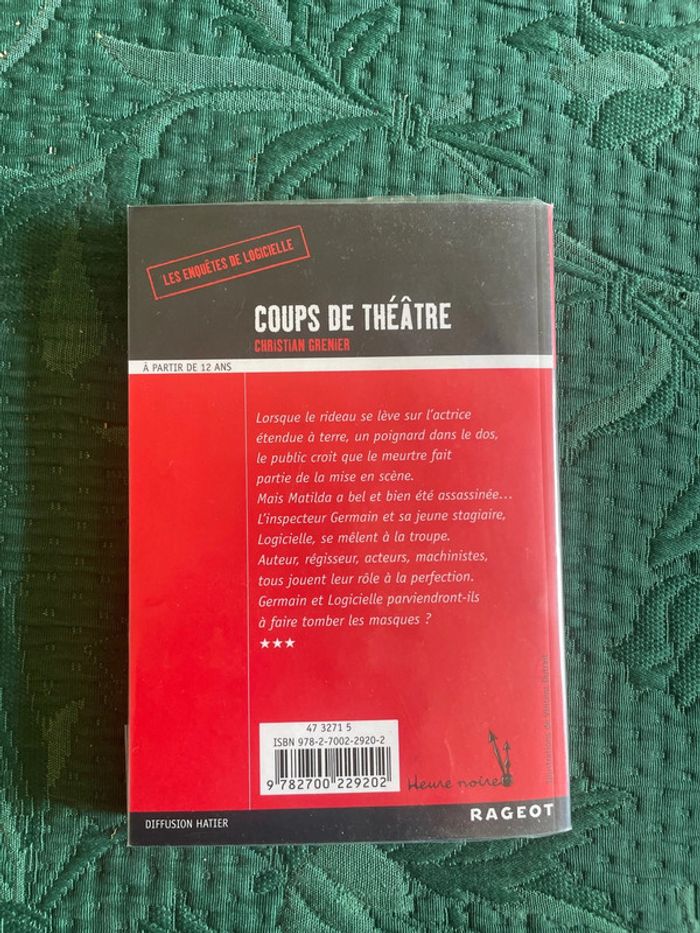 LES ENQUÊTES DE LOGICIELLE
COUPS DE THÉÂTRE
CHRISTIAN GRENIER
À PARTIR DE 12 ANS
Lorsque le rideau se lève sur l'actrice
étendue à terre, un poignard dans le dos,
le public croit que le meurtre fait
partie de la mise en scène.
Mais Matilda a bel et bien été assassinée...
L'inspecteur Germain et sa jeune stagiaire,
Logicielle, se mêlent à la troupe.
Auteur, régisseur, acteurs, machinistes,
tous jouent leur rôle à la perfection.
Germain et Logicielle parviendront-ils
à faire tomber les masques ?
★★★
47 3271 5
ISBN 978-2-7002-2920-2
9 782700 229202
Heure noire
RAGEOT
DIFFUSION HATIER